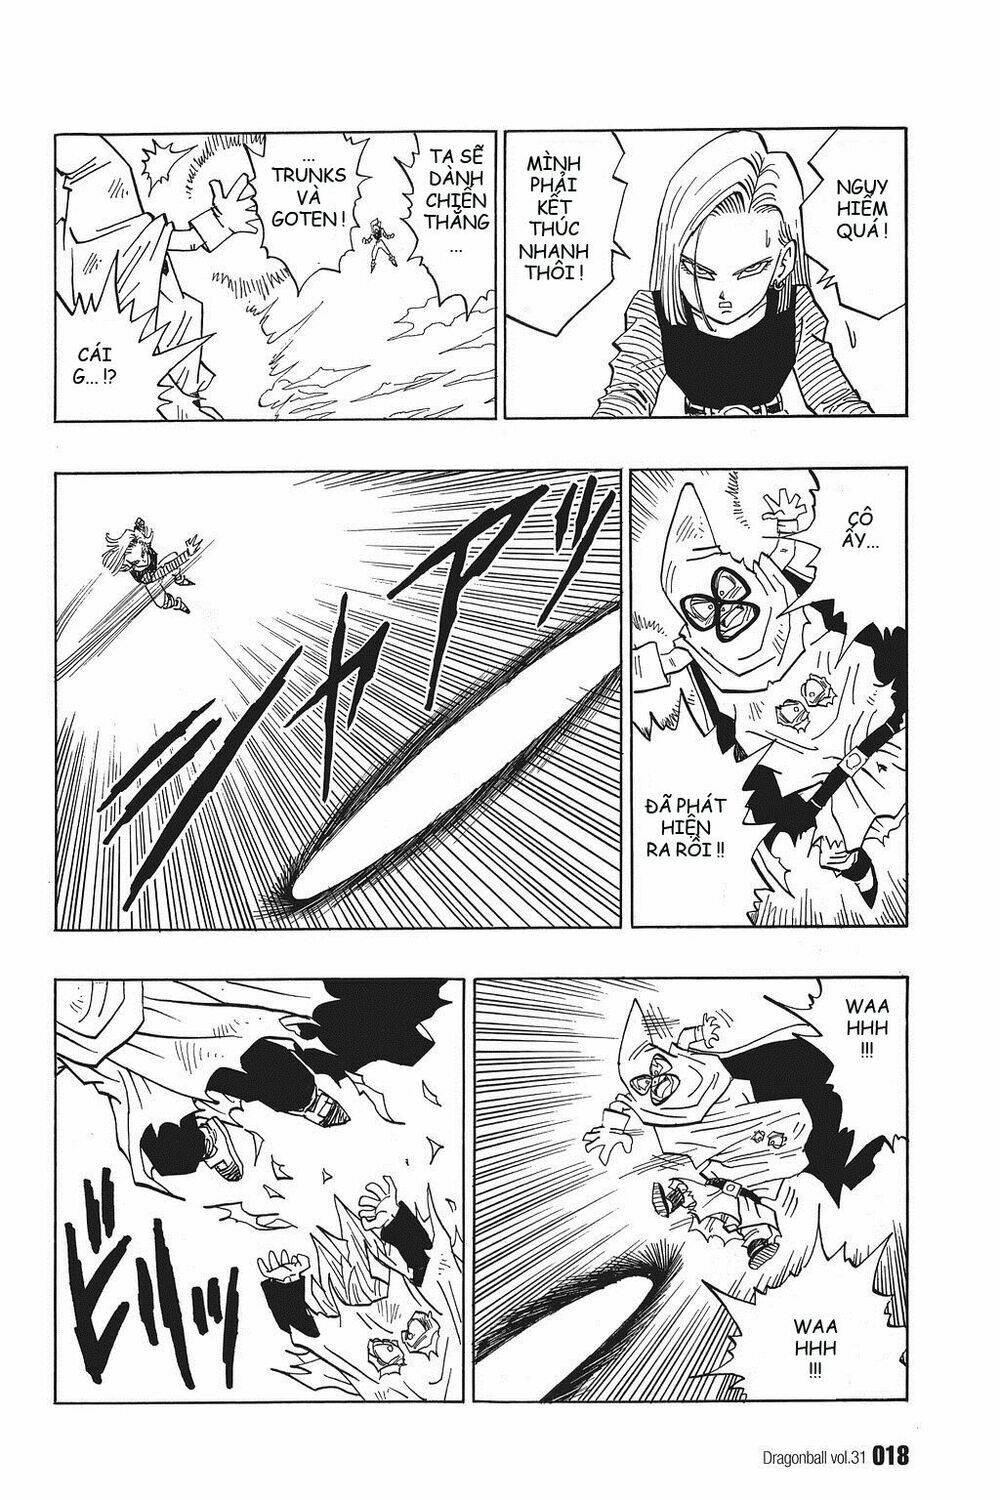 NGUY
HIỂM
QUÁ !
MÌNH
PHẢI
KẾT
THÚC
NHANH
THÔI !
TA SẼ
DÀNH
CHIẾN
THẮNG
...
...
TRUNKS
VÀ
GOTEN !
CÁI
G... !?
CÔ
ẤY...
ĐÃ PHÁT
HIỆN
RA RỒI !!
シャアッ
WAA
HHH
!!!
WAA
HHH
!!!
ビリッ
Dragonball vol.31 018